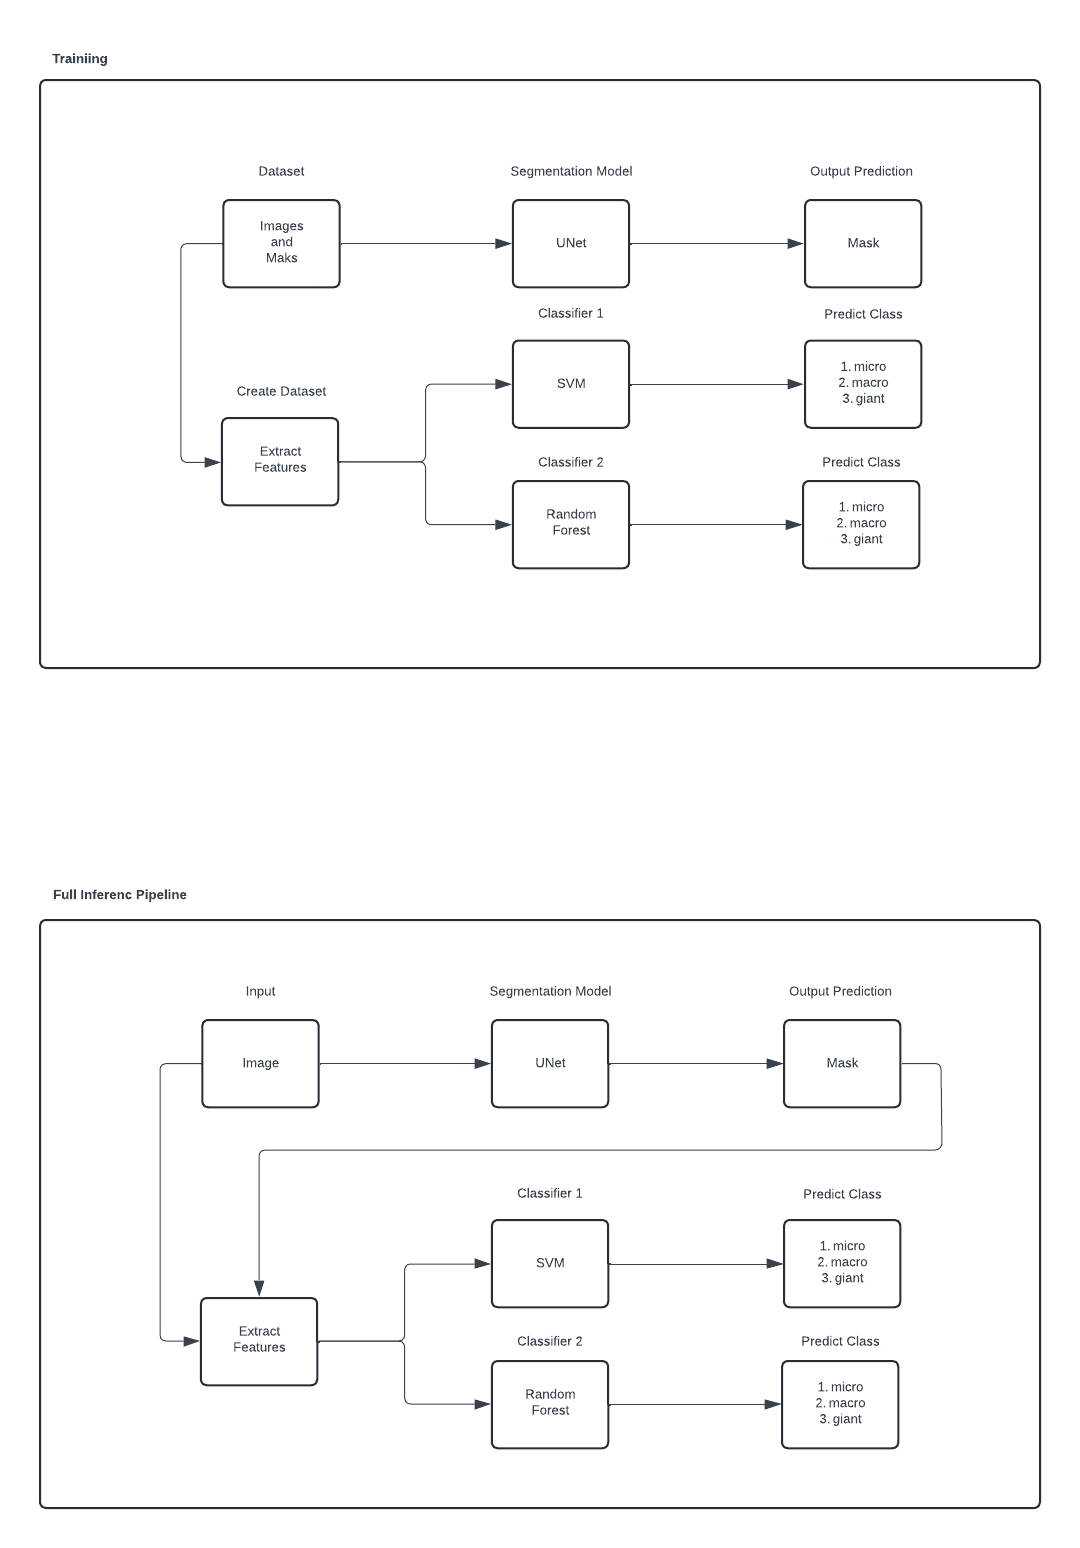 Trainiing
Dataset
Segmentation Model
Output Prediction
Images
and
Maks
UNet
Mask
Classifier 1
Predict Class
SVM
1. micro
2. macro
3. giant
Create Dataset
Extract
Features
Classifier 2
Predict Class
Random
Forest
1. micro
2. macro
3. giant
Full Inferenc Pipeline
Input
Segmentation Model
Output Prediction
Image
UNet
Mask
Classifier 1
Predict Class
SVM
1. micro
2. macro
3. giant
Extract
Features
Classifier 2
Predict Class
Random
Forest
1. micro
2. macro
3. giant